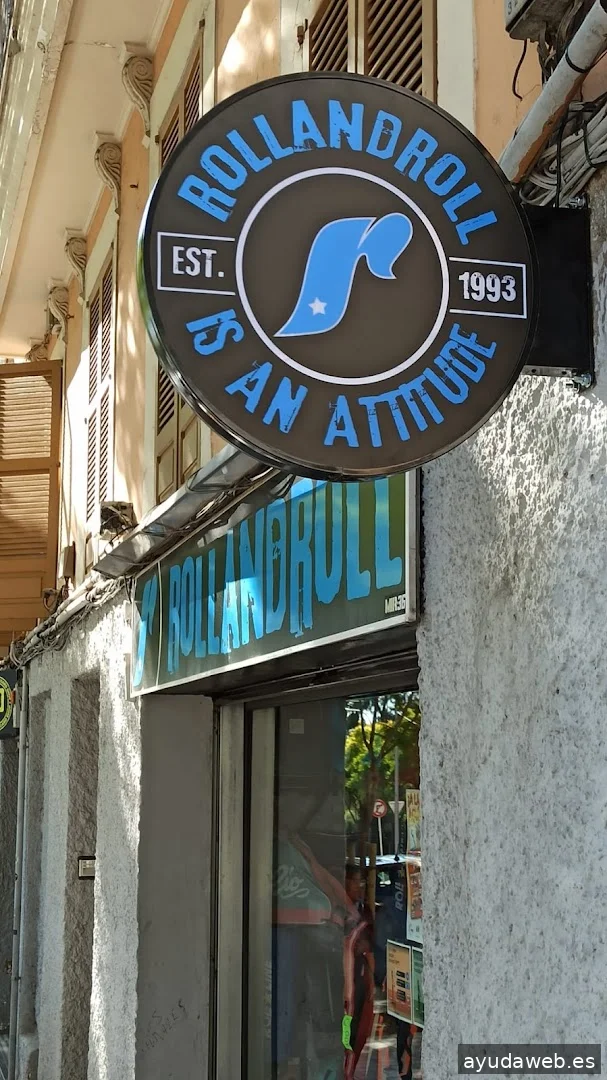 ROLLANDROLL
EST. 1993
IS AN ATTITUDE
ROLLANDROLL
ayudaweb.es